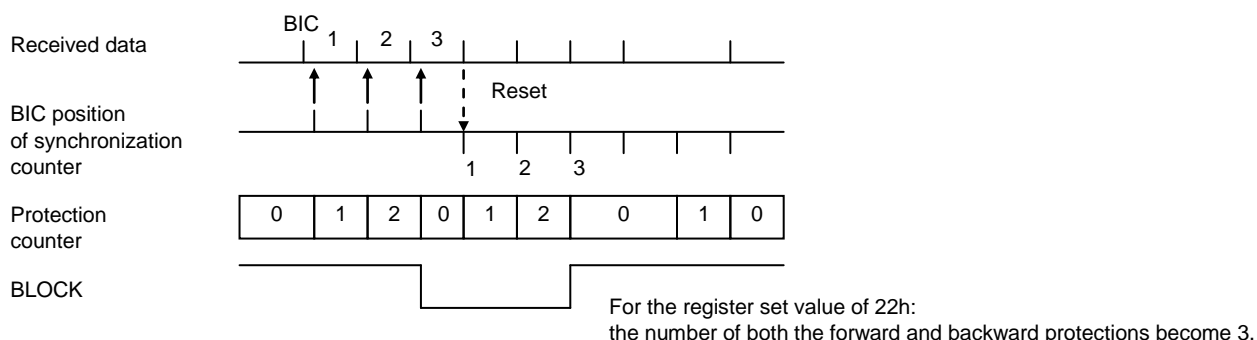 BIC
Received data
1 2 3
Reset
BIC position
of synchronization
counter
1 2 3
Protection
counter
0 1 2 0 1 2 0 1 0
BLOCK
For the register set value of 22h:
the number of both the forward and backward protections become 3.